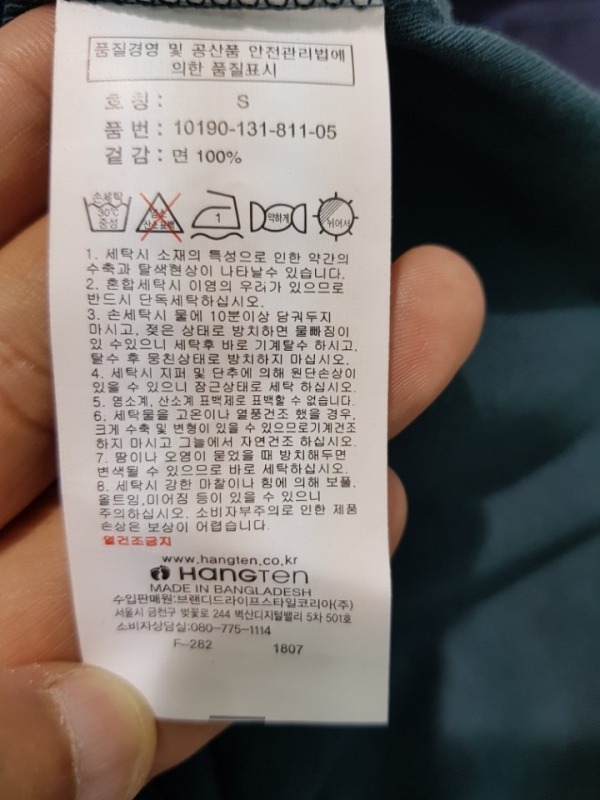 품질경영 및 공산품 안전관리법에
의한 품질표시
호 칭 : S
품 번 : 10190-131-811-05
겉 감 : 면 100%
손세탁
30℃
중성
염소
산소표백
1
약하게
뉘어서
1. 세탁시 소재의 특성으로 인한 약간의
수축과 탈색현상이 나타날수 있습니다.
2. 혼합세탁시 이염의 우려가 있으므로
반드시 단독세탁하십시오.
3. 손세탁시 물에 10분이상 담궈두지
마시고, 젖은 상태로 방치하면 물빠짐이
있 수있으니 세탁후 바로 기계탈수 하시고,
탈수 후 뭉친상태로 방치하지 마십시오.
4. 세탁시 지퍼 및 단추에 의해 원단손상이
있을 수 있으니 잠근상태로 세탁 하십시오.
5. 염소계, 산소계 표백제로 표백할 수 없습니다.
6. 세탁물을 고온이나 열풍건조 했을 경우,
크게 수축 및 변형이 있을 수 있으므로기계건조
하지 마시고 그늘에서 자연건조 하십시오.
7. 땀이나 오염이 묻었을 때 방치해두면
변색될 수 있으므로 바로 세탁하십시오.
8. 세탁시 강한 마찰이나 힘에 의해 보풀,
올트임,미어짐 등이 있을 수 있으니
주의하십시오. 소비자부주의로 인한 제품
손상은 보상이 어렵습니다.
열건조금지
www.hangten.co.kr
HANGTEN
MADE IN BANGLADESH
수입판매원:브랜디드라이프스타일코리아(주)
서울시 금천구 벚꽃로 244 벽산디지털밸리 5차 501호
소비자상담실:080-775-1114
F-282 1807